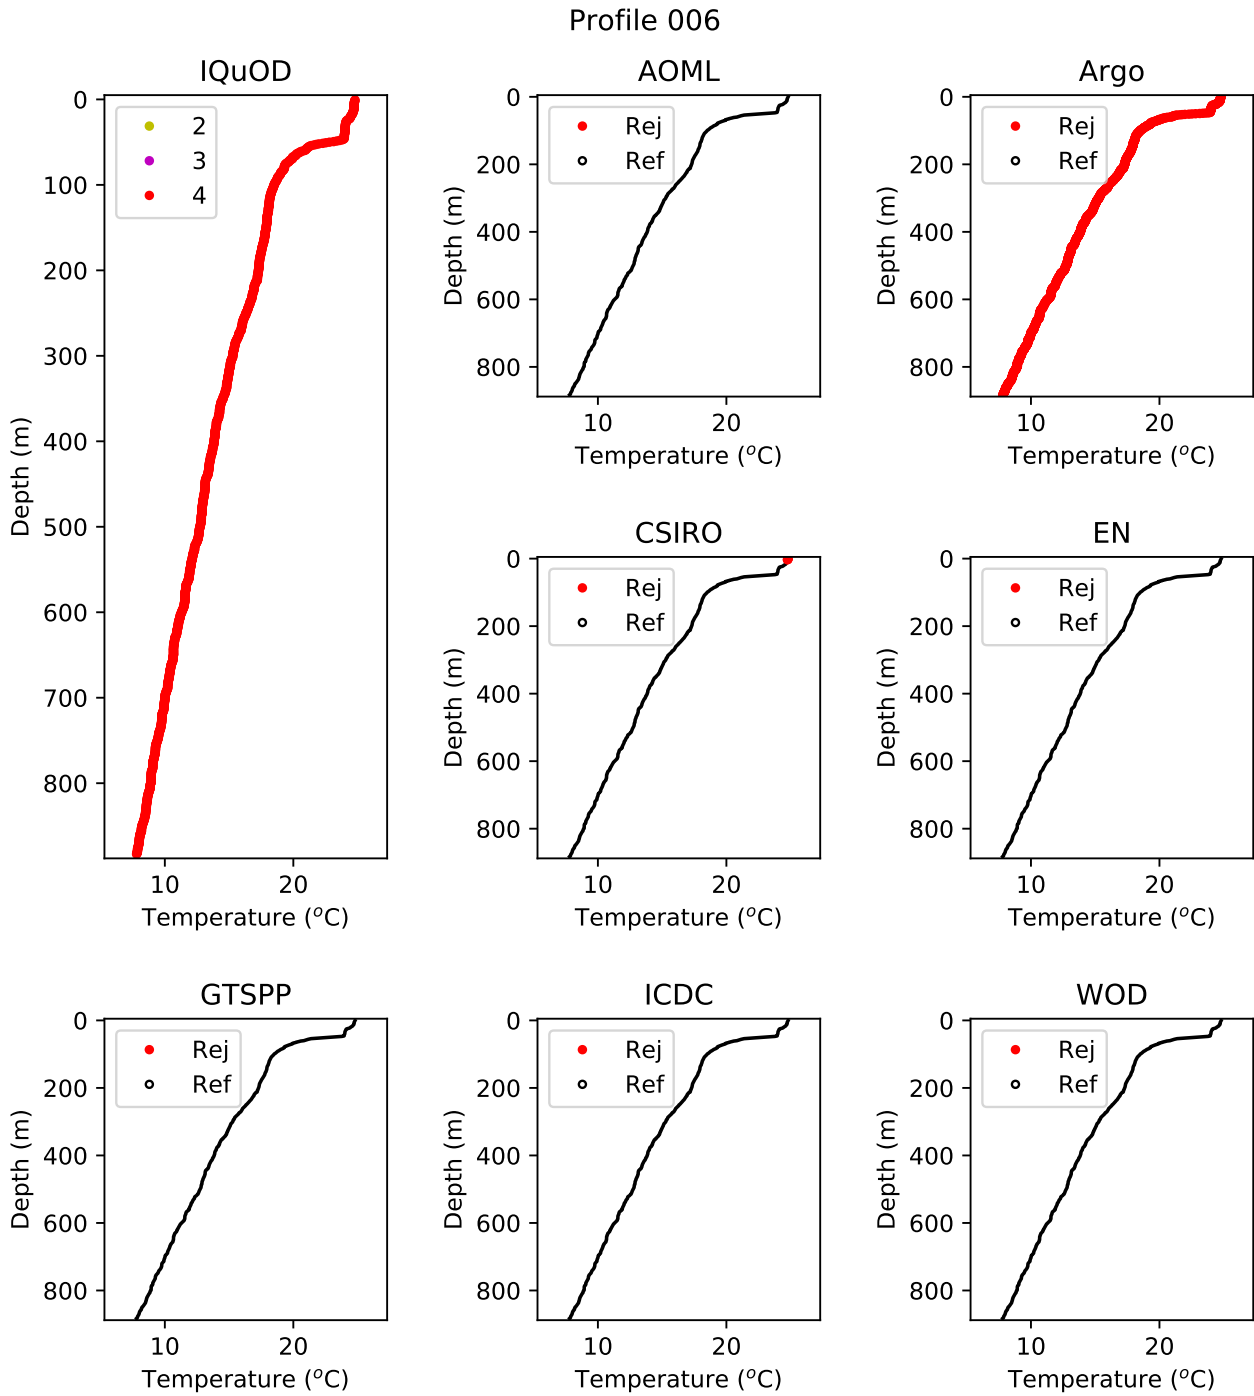 Profile 006
IQuOD
0
100
200
300
400
500
600
700
800
Depth (m)
10
20
Temperature (°C)
2
3
4
AOML
0
200
400
600
800
Depth (m)
10
20
Temperature (°C)
Rej
Ref
Argo
0
200
400
600
800
Depth (m)
10
20
Temperature (°C)
Rej
Ref
CSIRO
0
200
400
600
800
Depth (m)
10
20
Temperature (°C)
Rej
Ref
EN
0
200
400
600
800
Depth (m)
10
20
Temperature (°C)
Rej
Ref
GTSPP
0
200
400
600
800
Depth (m)
10
20
Temperature (°C)
Rej
Ref
ICDC
0
200
400
600
800
Depth (m)
10
20
Temperature (°C)
Rej
Ref
WOD
0
200
400
600
800
Depth (m)
10
20
Temperature (°C)
Rej
Ref